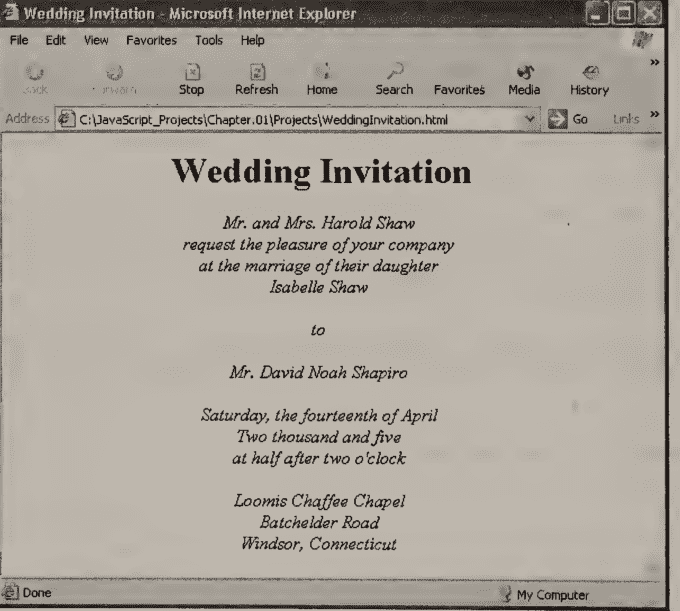 Wedding Invitation - Microsoft Internet Explorer
File Edit View Favorites Tools Help
Back Forward Stop Refresh Home Search Favorites Media History »
Address C:\JavaScript_Projects\Chapter.01\Projects\WeddingInvitation.html Go Links »
Wedding Invitation
Mr. and Mrs. Harold Shaw
request the pleasure of your company
at the marriage of their daughter
Isabelle Shaw
to
Mr. David Noah Shapiro
Saturday, the fourteenth of April
Two thousand and five
at half after two o'clock
Loomis Chaffee Chapel
Batchelder Road
Windsor, Connecticut
Done My Computer